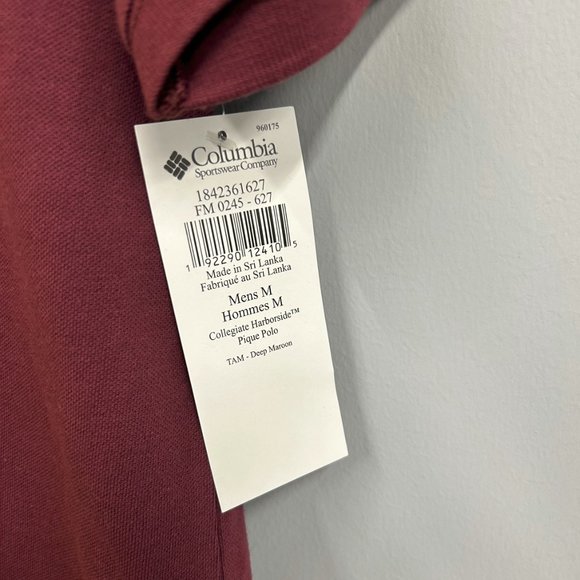 960175
Columbia
Sportswear Company
1842361627
FM 0245 - 627
1 92290 12410 5
Made in Sri Lanka
Fabriqué au Sri Lanka
Mens M
Hommes M
Collegiate Harborside™
Pique Polo
TAM - Deep Maroon